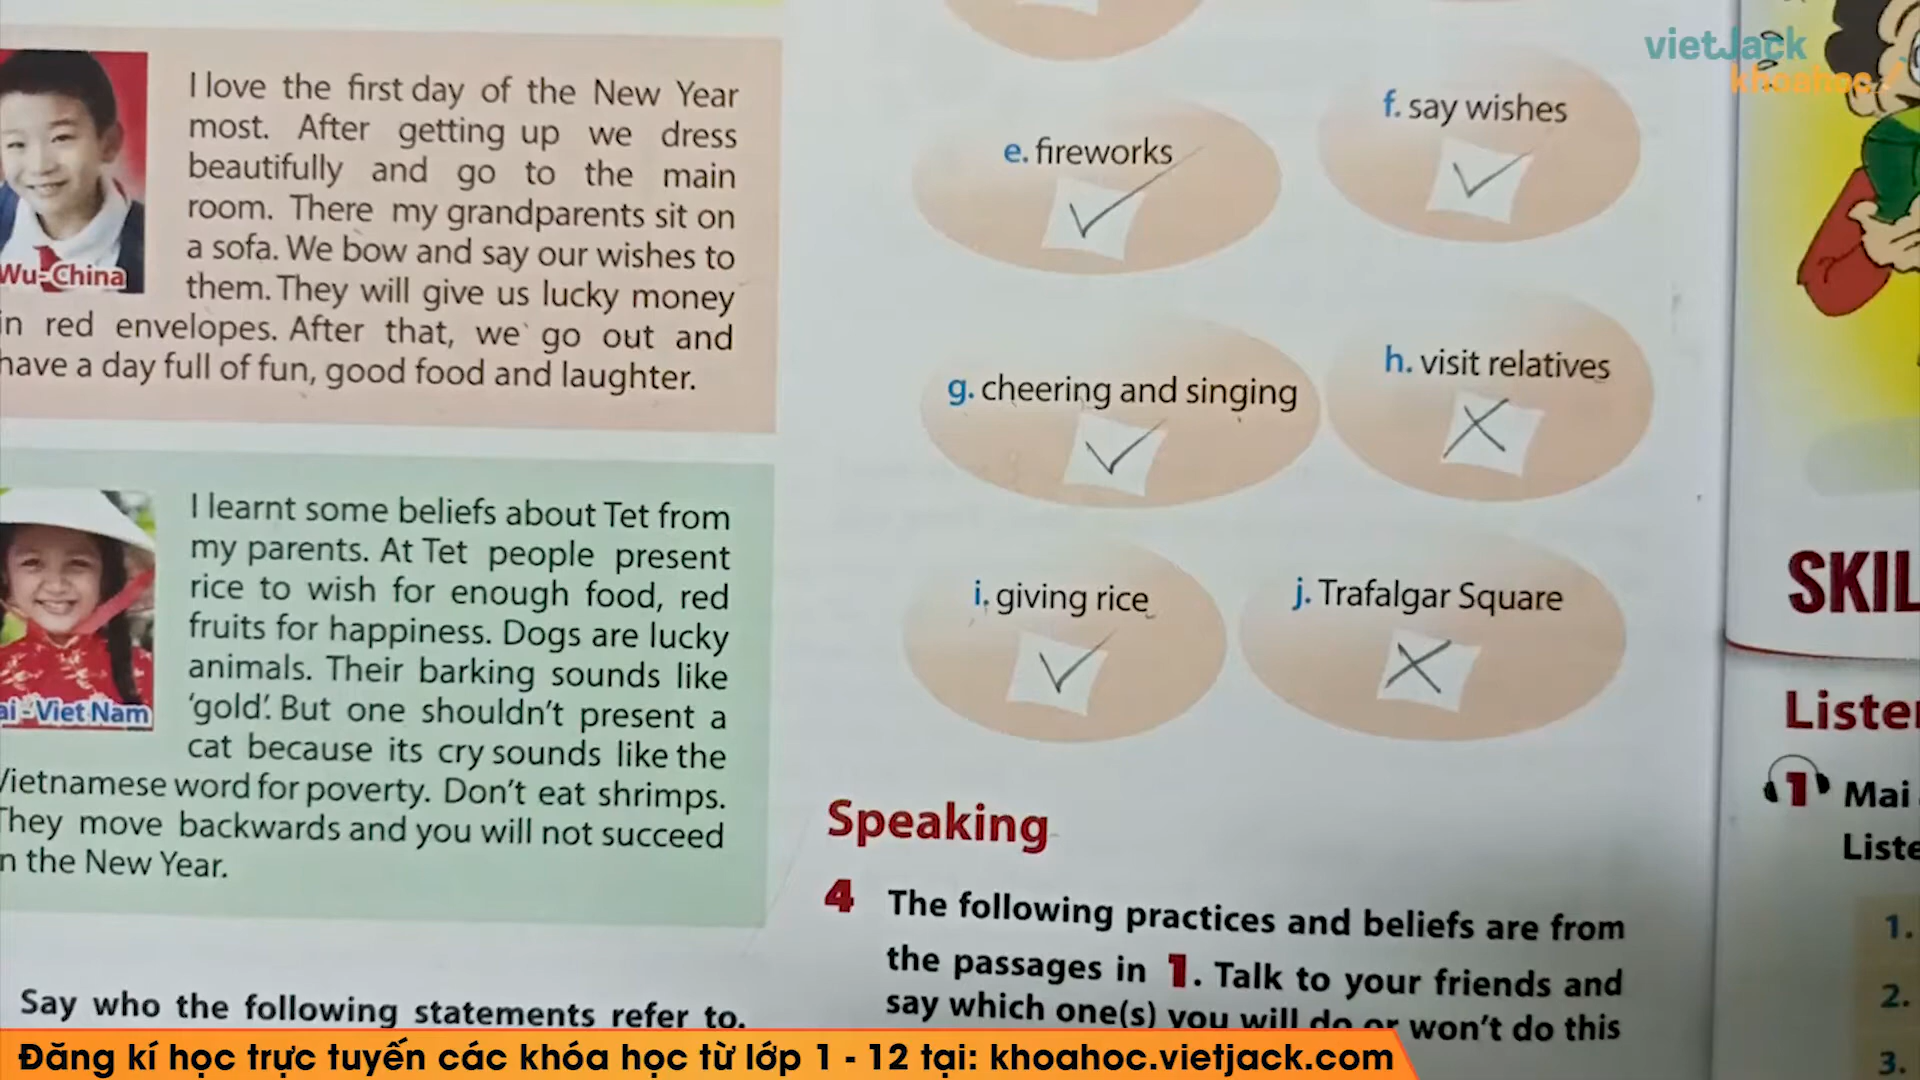 vietJack
khoahoc
I love the first day of the New Year
most. After getting up we dress
beautifully and go to the main
room. There my grandparents sit on
a sofa. We bow and say our wishes to
them. They will give us lucky money
in red envelopes. After that, we go out and
have a day full of fun, good food and laughter.
Wu-China
I learnt some beliefs about Tet from
my parents. At Tet people present
rice to wish for enough food, red
fruits for happiness. Dogs are lucky
animals. Their barking sounds like
'gold'. But one shouldn't present a
cat because its cry sounds like the
Vietnamese word for poverty. Don't eat shrimps.
They move backwards and you will not succeed
in the New Year.
ai - Viet Nam
Say who the following statements refer to.
e. fireworks
f. say wishes
g. cheering and singing
h. visit relatives
i. giving rice
j. Trafalgar Square
Speaking
4 The following practices and beliefs are from
the passages in 1. Talk to your friends and
say which one(s) you will do or won't do this
SKIL
Liste
1 Mai
Liste
1.
2.
3.
Đăng kí học trực tuyến các khóa học từ lớp 1 - 12 tại: khoahoc.vietjack.com